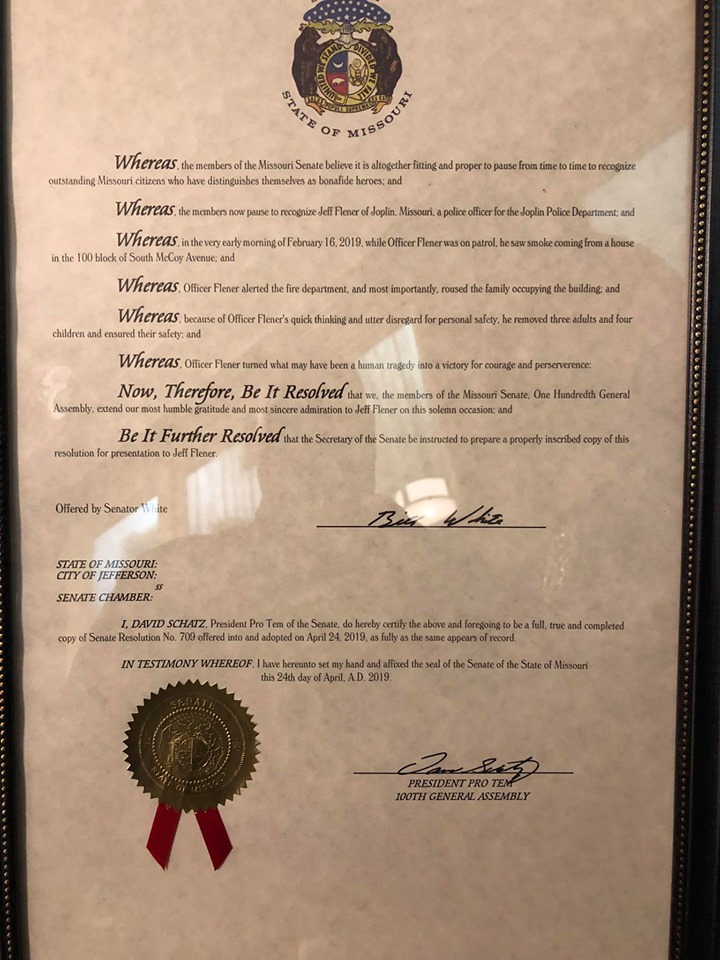 UNITED WE STAND DIVIDED WE FALL
STATE OF MISSOURI
Whereas, the members of the Missouri Senate believe it is altogether fitting and proper to pause from time to time to recognize
outstanding Missouri citizens who have distinguishes themselves as bonafide heroes; and
Whereas, the members now pause to recognize Jeff Flener of Joplin, Missouri, a police officer for the Joplin Police Department; and
Whereas, in the very early morning of February 16, 2019, while Officer Flener was on patrol, he saw smoke coming from a house
in the 100 block of South McCoy Avenue; and
Whereas, Officer Flener alerted the fire department, and most importantly, roused the family occupying the building; and
Whereas, because of Officer Flener's quick thinking and utter disregard for personal safety, he removed three adults and four
children and ensured their safety; and
Whereas, Officer Flener turned what may have been a human tragedy into a victory for courage and perserverence:
Now, Therefore, Be It Resolved that we, the members of the Missouri Senate, One Hundredth General
Assembly, extend our most humble gratitude and most sincere admiration to Jeff Flener on this solemn occasion; and
Be It Further Resolved that the Secretary of the Senate be instructed to prepare a properly inscribed copy of this
resolution for presentation to Jeff Flener.
Offered by Senator White
Bill White
STATE OF MISSOURI:
CITY OF JEFFERSON:
ss
SENATE CHAMBER:
I, DAVID SCHATZ, President Pro Tem of the Senate, do hereby certify the above and foregoing to be a full, true and completed
copy of Senate Resolution No. 709 offered into and adopted on April 24, 2019, as fully as the same appears of record.
IN TESTIMONY WHEREOF, I have hereunto set my hand and affixed the seal of the Senate of the State of Missouri
this 24th day of April, A.D. 2019.
SENATE
STATE OF MISSOURI
PRESIDENT PRO TEM
100TH GENERAL ASSEMBLY